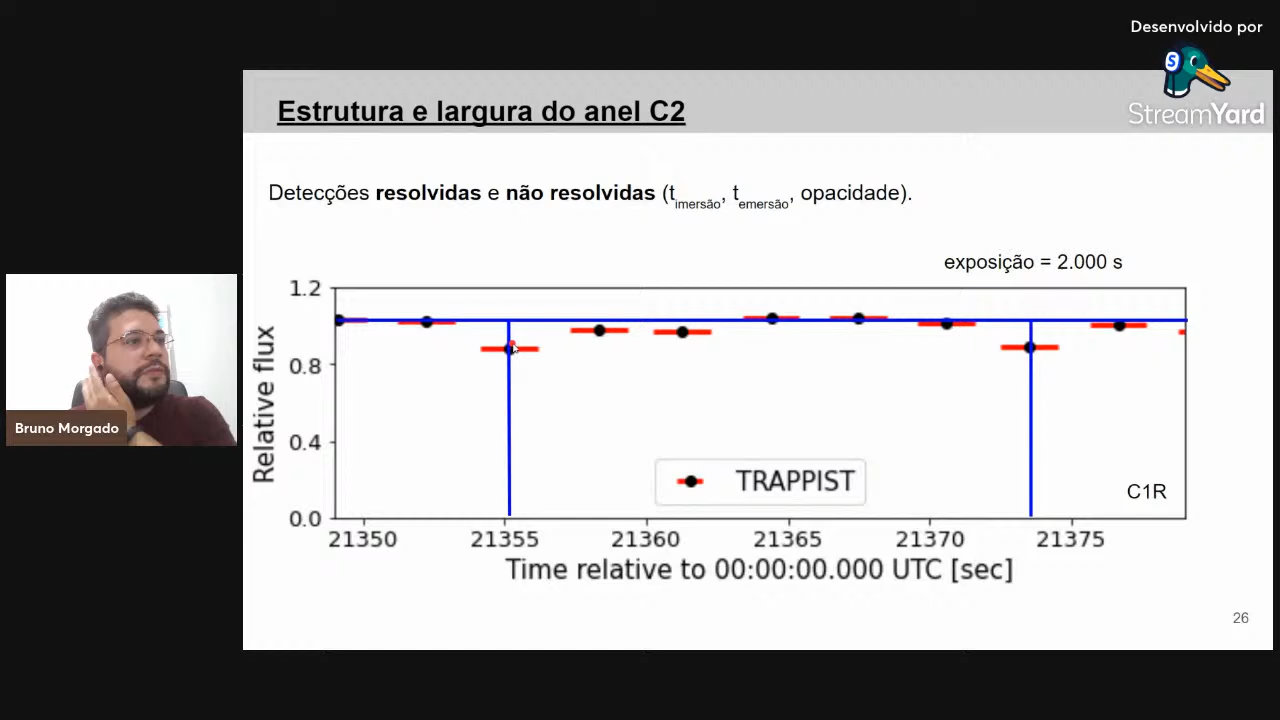 Desenvolvido por
StreamYard
Estrutura e largura do anel C2
Detecções resolvidas e não resolvidas (t imersão, t emersão, opacidade).
exposição = 2.000 s
1.2
0.8
0.4
0.0
Relative flux
TRAPPIST
C1R
21350 21355 21360 21365 21370 21375
Time relative to 00:00:00.000 UTC [sec]
Bruno Morgado
26